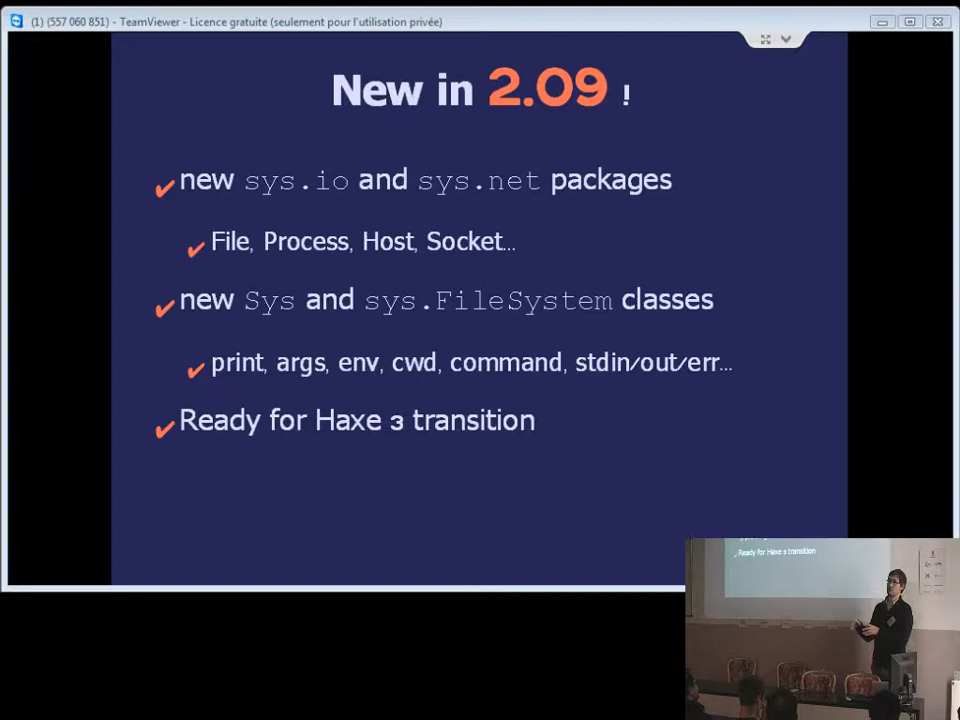 (1) (557 060 851) - TeamViewer - Licence gratuite (seulement pour l'utilisation privée)
New in 2.09 !
new sys.io and sys.net packages
File, Process, Host, Socket...
new Sys and sys.FileSystem classes
print, args, env, cwd, command, stdin/out/err...
Ready for Haxe 3 transition
Ready for Haxe 3 transition